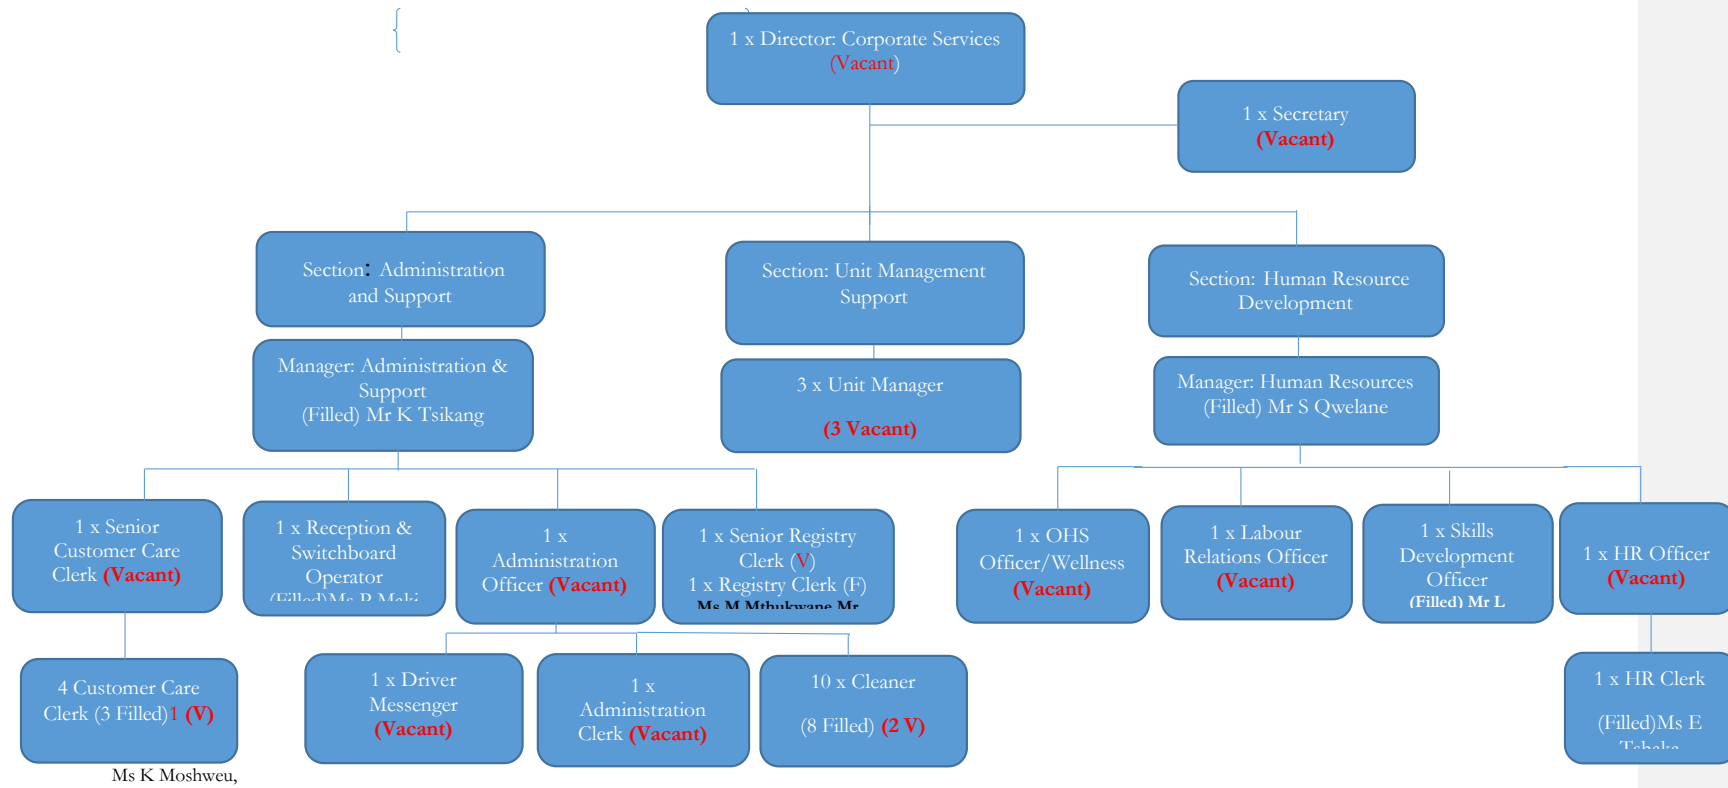 1 x Director: Corporate Services
(Vacant)
1 x Secretary
(Vacant)
Section: Administration
and Support
Section: Unit Management
Support
Section: Human Resource
Development
Manager: Administration &
Support
(Filled) Mr K Tsikang
3 x Unit Manager
(3 Vacant)
Manager: Human Resources
(Filled) Mr S Qwelane
1 x Senior
Customer Care
Clerk (Vacant)
1 x Reception &
Switchboard
Operator
(Filled)Ms
1 x
Administration
Officer (Vacant)
1 x Senior Registry
Clerk (V)
1 x Registry Clerk (F)
Ms M Mthukwane Mr
1 x OHS
Officer/Wellness
(Vacant)
1 x Labour
Relations Officer
(Vacant)
1 x Skills
Development
Officer
(Filled) Mr L
1 x HR Officer
(Vacant)
4 Customer Care
Clerk (3 Filled)1 (V)
1 x Driver
Messenger
(Vacant)
1 x
Administration
Clerk (Vacant)
10 x Cleaner
(8 Filled) (2 V)
1 x HR Clerk
(Filled)Ms E
Ms K Moshweu,